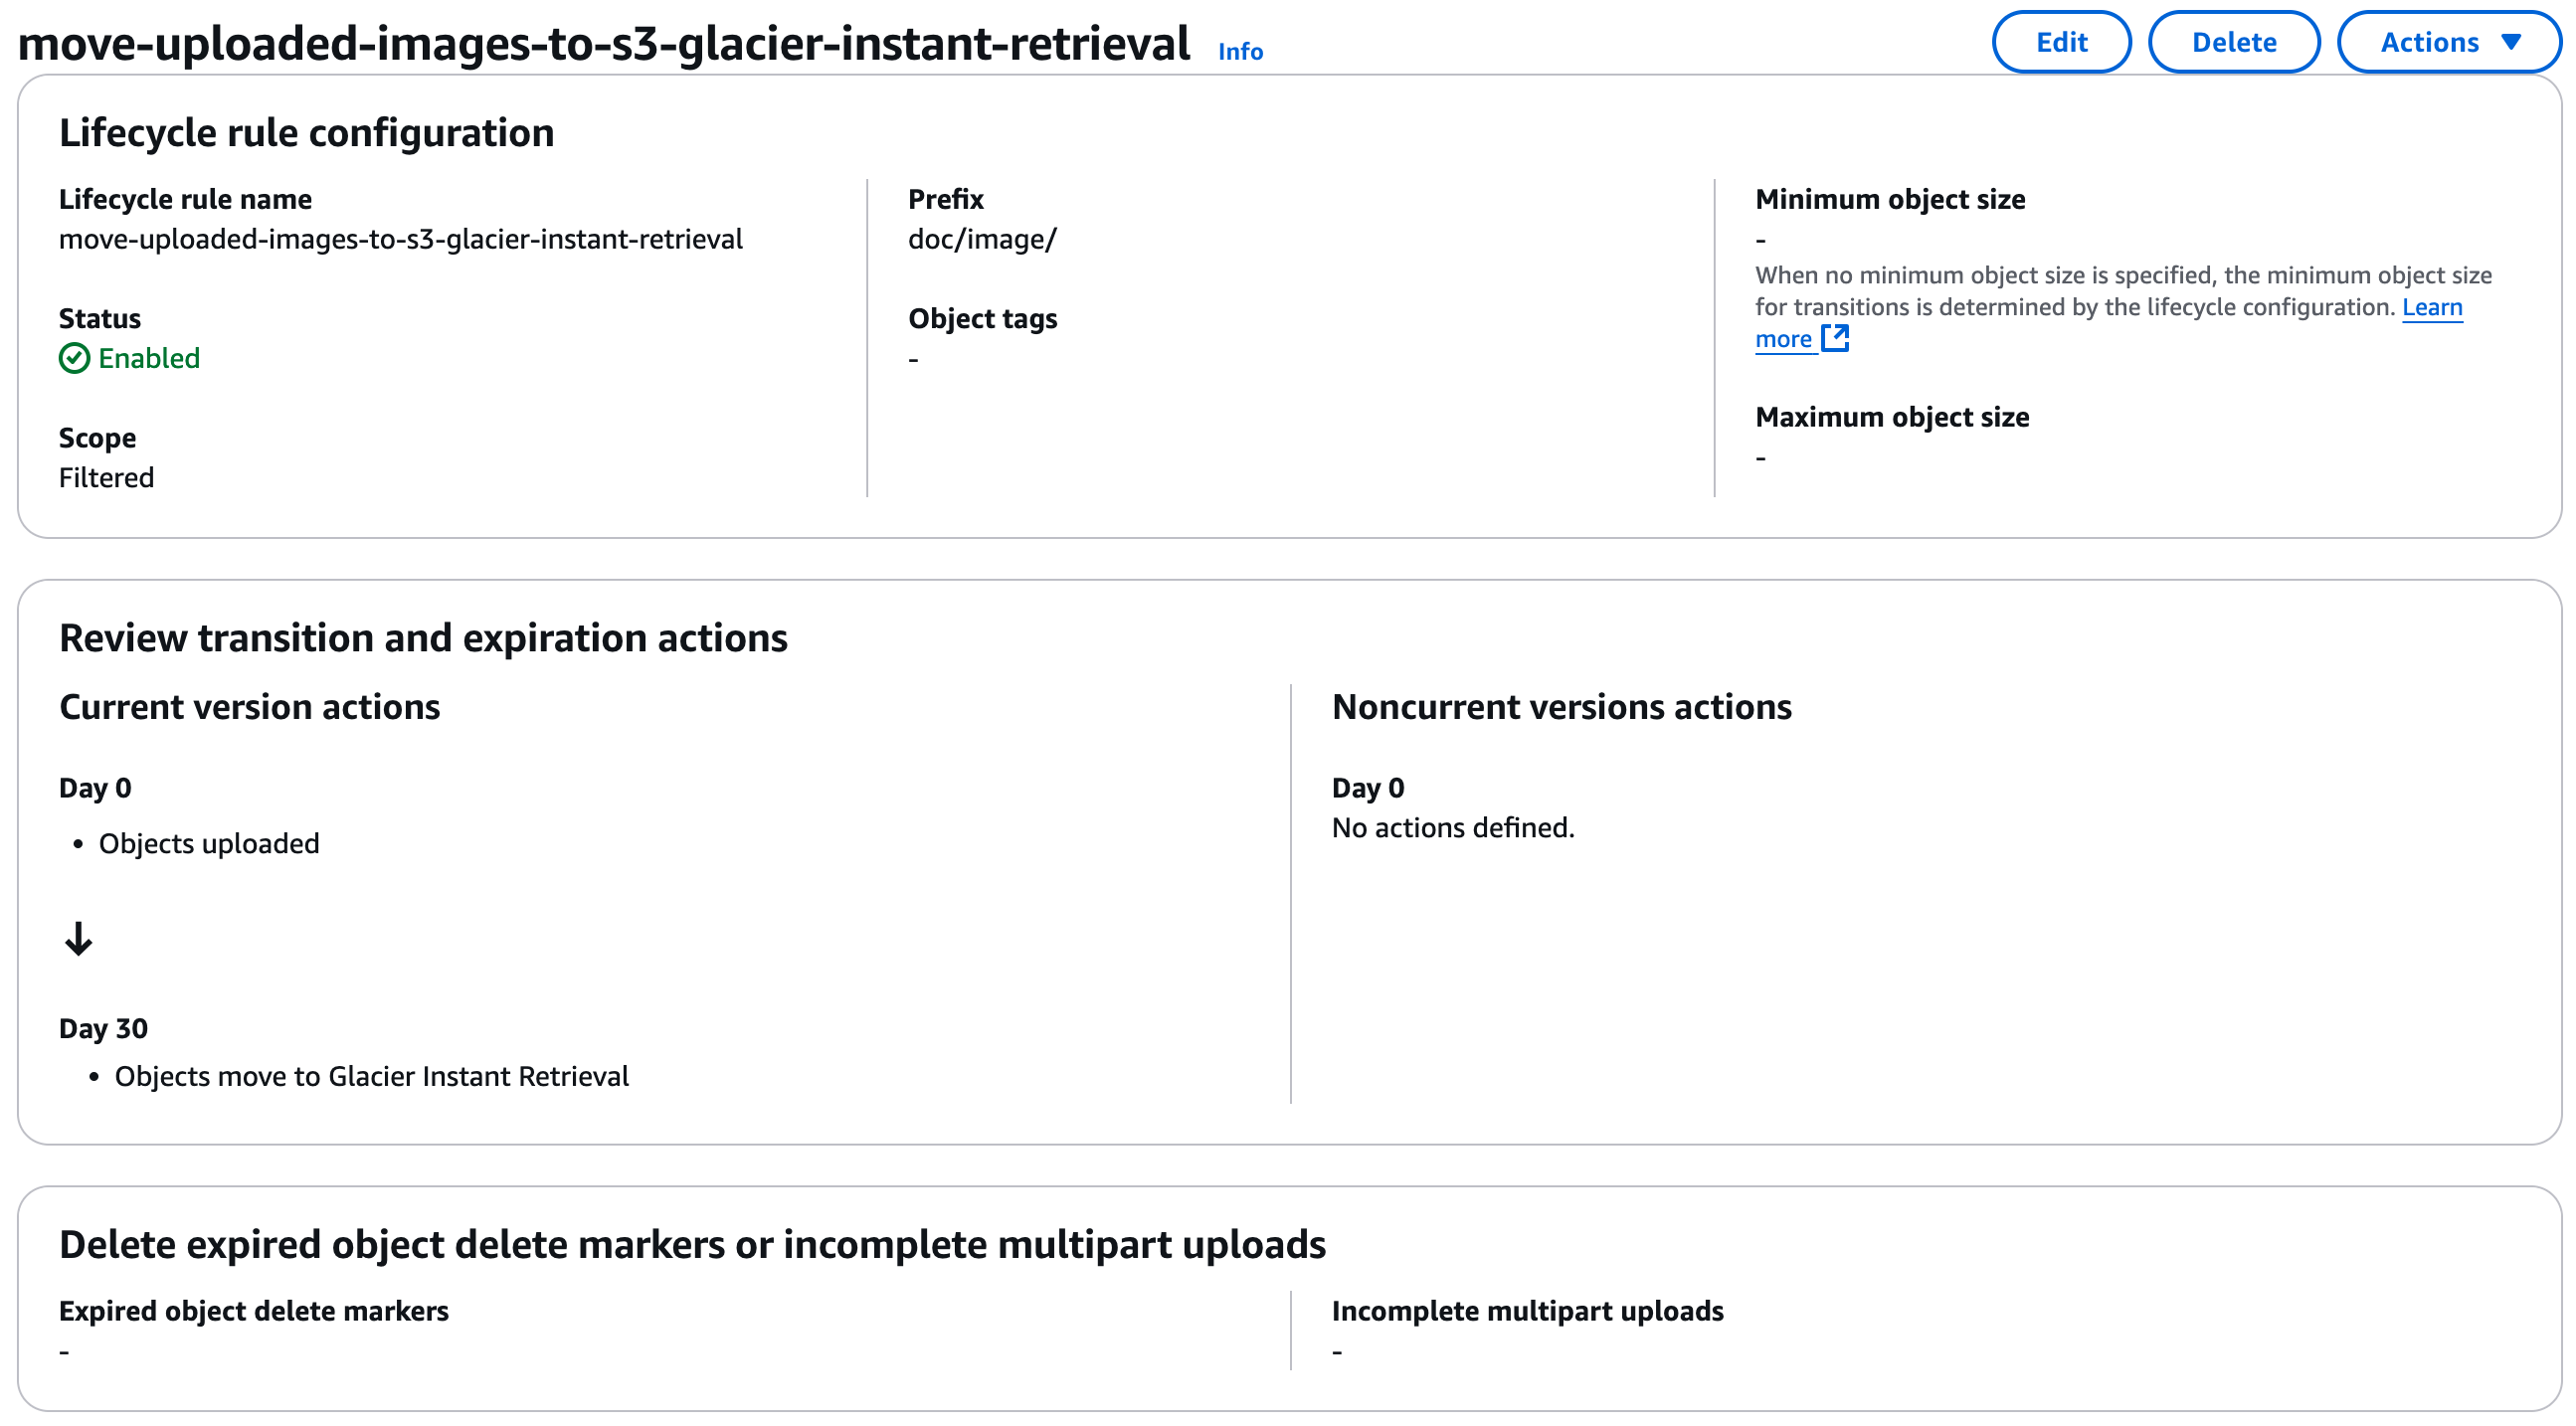 move-uploaded-images-to-s3-glacier-instant-retrieval Info
Edit
Delete
Actions
Lifecycle rule configuration
Lifecycle rule name
move-uploaded-images-to-s3-glacier-instant-retrieval
Status
Enabled
Scope
Filtered
Prefix
doc/image/
Object tags
-
Minimum object size
-
When no minimum object size is specified, the minimum object size
for transitions is determined by the lifecycle configuration. Learn
more
Maximum object size
-
Review transition and expiration actions
Current version actions
Day 0
• Objects uploaded
↓
Day 30
• Objects move to Glacier Instant Retrieval
Noncurrent versions actions
Day 0
No actions defined.
Delete expired object delete markers or incomplete multipart uploads
Expired object delete markers
-
Incomplete multipart uploads
-